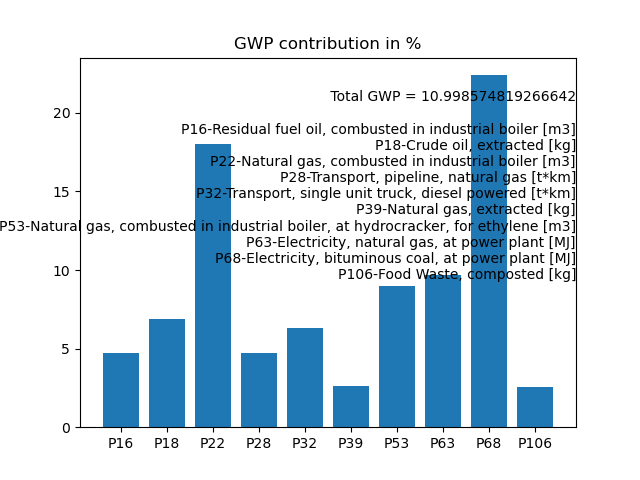 GWP contribution in %
Total GWP = 10.998574819266642
P16-Residual fuel oil, combusted in industrial boiler [m3]
P18-Crude oil, extracted [kg]
P22-Natural gas, combusted in industrial boiler [m3]
P28-Transport, pipeline, natural gas [t*km]
P32-Transport, single unit truck, diesel powered [t*km]
P39-Natural gas, extracted [kg]
P53-Natural gas, combusted in industrial boiler, at hydrocracker, for ethylene [m3]
P63-Electricity, natural gas, at power plant [MJ]
P68-Electricity, bituminous coal, at power plant [MJ]
P106-Food Waste, composted [kg]
20
15
10
5
0
P16 P18 P22 P28 P32 P39 P53 P63 P68 P106